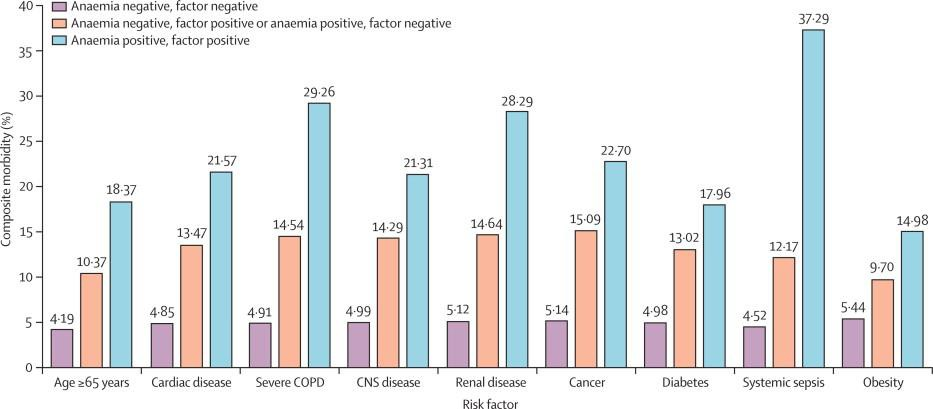 Anaemia negative, factor negative
Anaemia negative, factor positive or anaemia positive, factor negative
Anaemia positive, factor positive
Composite morbidity (%)
40
35
30
25
20
15
10
5
0
4·19
10·37
18·37
4·85
13·47
21·57
4·91
14·54
29·26
4·99
14·29
21·31
5·12
14·64
28·29
5·14
15·09
22·70
4·98
13·02
17·96
4·52
12·17
37·29
5·44
9·70
14·98
Age ≥65 years
Cardiac disease
Severe COPD
CNS disease
Renal disease
Cancer
Diabetes
Systemic sepsis
Obesity
Risk factor